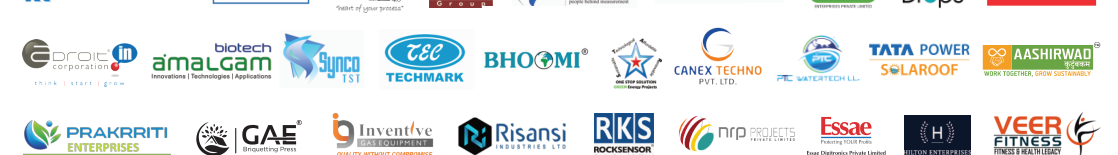 "heart of your process"
Group
people behind measurement
ENTERPRISES PRIVATE LIMITED
ADROIT in
corporation
think | start | grow
biotech
amalgam
Innovations | Technologies | Applications
Synco
TST
TEC
TECHMARK
BHOOMI®
ONE STOP SOLUTION
GREEN Energy Projects
CANEX TECHNO
PVT. LTD.
PTC
PTC WATERTECH LL.
TATA POWER
SOLAROOF
AASHIRWAD
कुटुंबकम
WORK TOGETHER, GROW SUSTAINABLY
PRAKRRITI
ENTERPRISES
GAE®
Briquetting Press
ig Inventive
GAS EQUIPMENT
QUALITY WITHOUT COMPROMISE
Risansi
INDUSTRIES LTD
RKS
ROCKSENSOR®
nrp PROJECTS
PRIVATE LIMITED
Essae
Protecting YOUR Profits
Essae Digitronics Private Limited
H
HILTON ENTERPRISES
VEER
FITNESS
FITNESS & HEALTH LEGACY